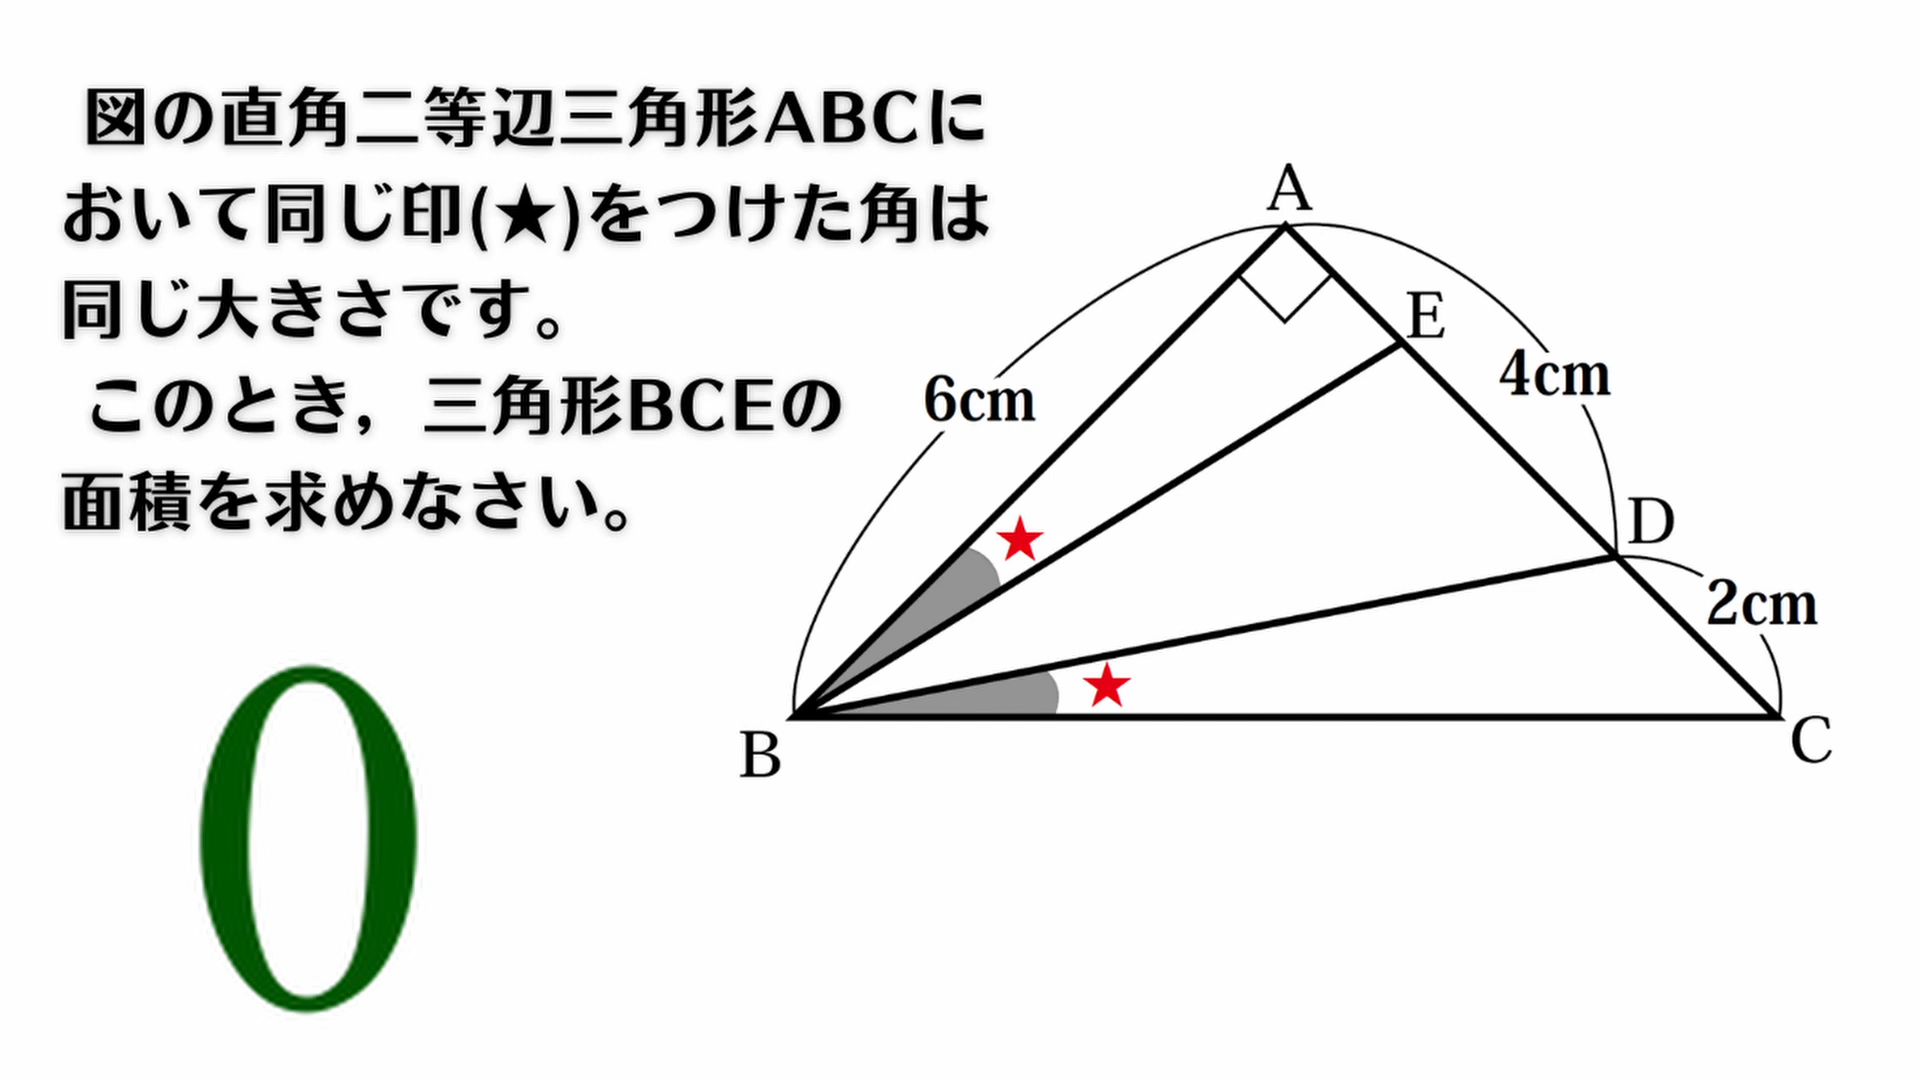 図の直角二等辺三角形ABCに
おいて同じ印(★)をつけた角は
同じ大きさです。
このとき，三角形BCEの
面積を求めなさい。
A
E
4cm
6cm
D
★
2cm
★
B
C
0